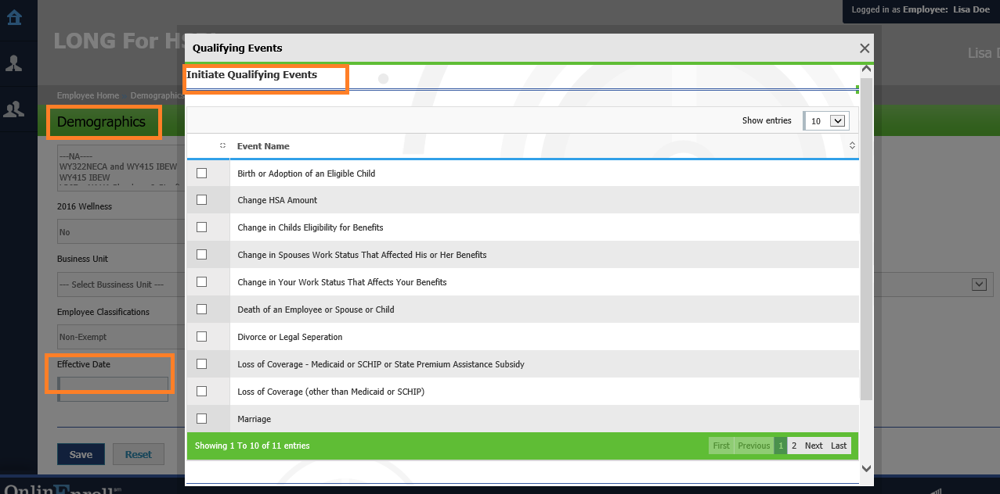 Logged in as Employee: Lisa Doe
LONG For
Lisa
Employee Home Demographics
Demographics
---NA----
WY322NECA and WY415 IBEW
WY415 IBEW
2016 Wellness
No
Business Unit
--- Select Bussiness Unit ---
Employee Classifications
Non-Exempt
Effective Date
Save Reset
OnlinEnroll sm
Qualifying Events
Initiate Qualifying Events
Show entries 10
Event Name
Birth or Adoption of an Eligible Child
Change HSA Amount
Change in Childs Eligibility for Benefits
Change in Spouses Work Status That Affected His or Her Benefits
Change in Your Work Status That Affects Your Benefits
Death of an Employee or Spouse or Child
Divorce or Legal Seperation
Loss of Coverage - Medicaid or SCHIP or State Premium Assistance Subsidy
Loss of Coverage (other than Medicaid or SCHIP)
Marriage
Showing 1 To 10 of 11 entries
First Previous 1 2 Next Last